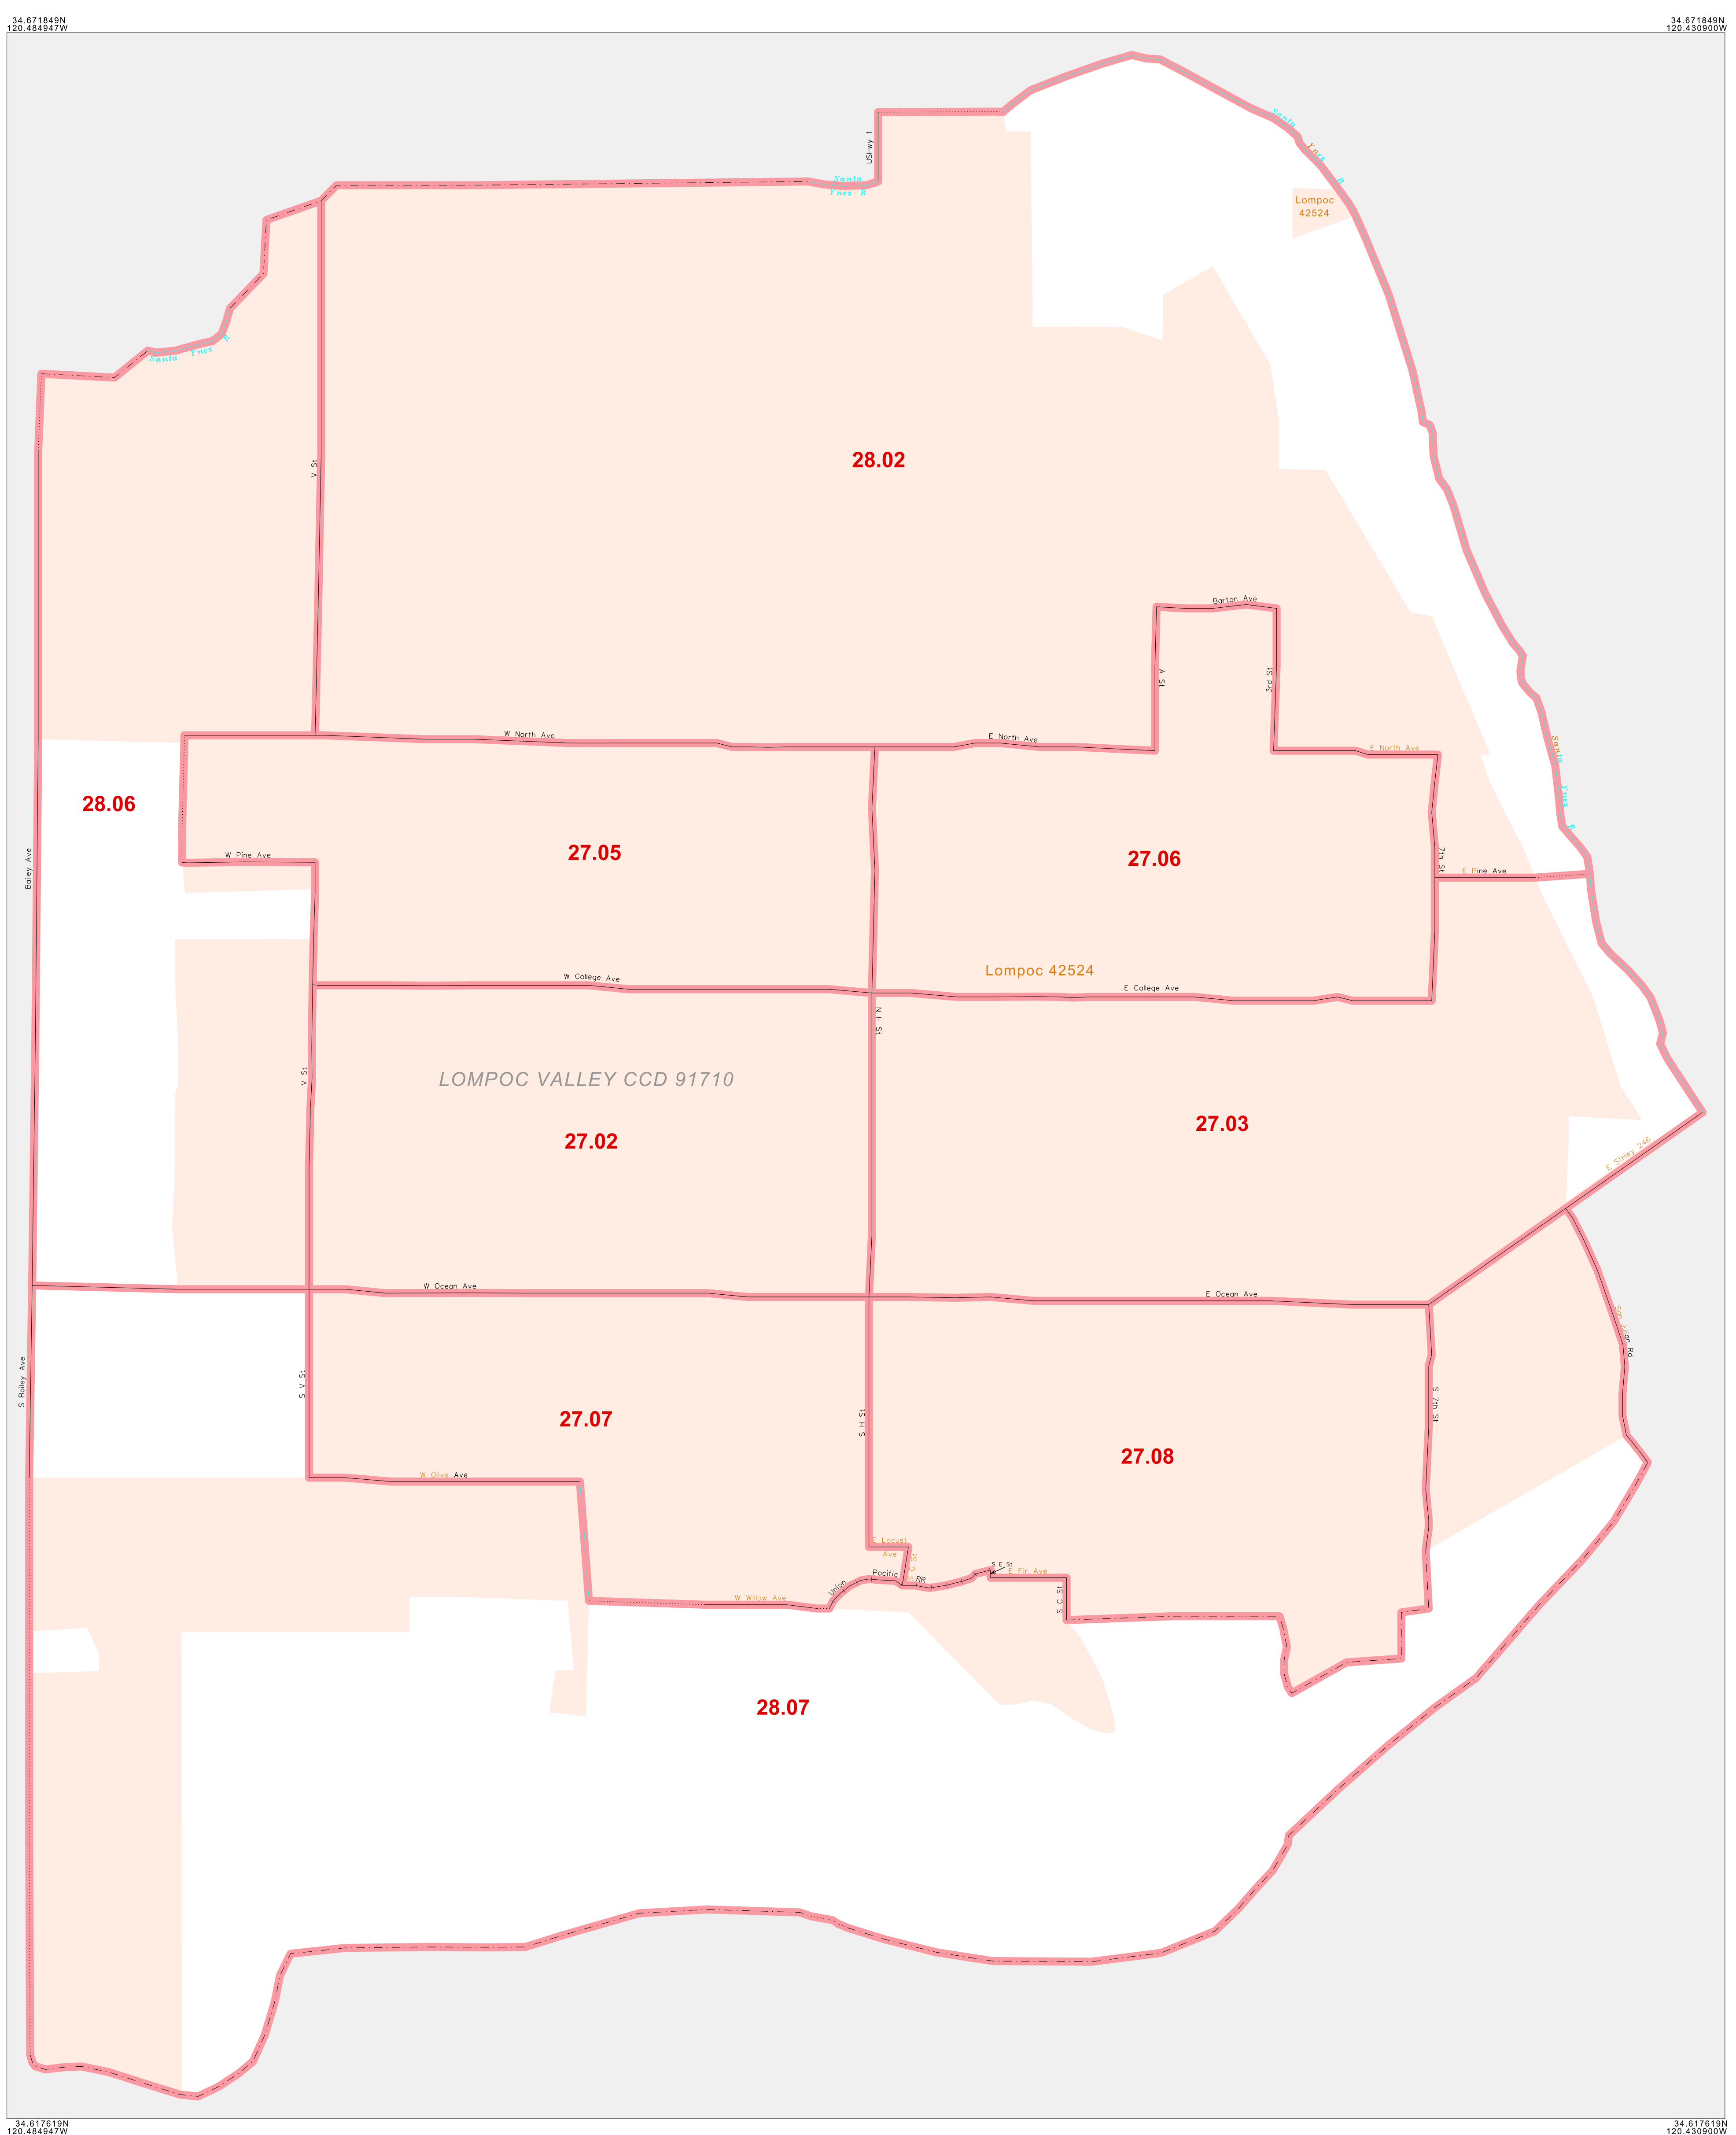 34.671849N
120.484947W
34.671849N
120.430900W
Santa
Ynez R
USHwy 1
Santa
Ynez R
Lompoc
42524
Santa Ynez R
V St
28.02
Barton Ave
A St
3rd St
W North Ave
E North Ave
E North Ave
Santa
Ynez
R
28.06
Bailey Ave
W Pine Ave
27.05
27.06
7th St
E Pine Ave
Lompoc 42524
W College Ave
E College Ave
N H St
V St
LOMPOC VALLEY CCD 91710
27.02
27.03
E StHwy 246
W Ocean Ave
E Ocean Ave
S Bailey Ave
S V St
27.07
S H St
27.08
S 7th St
an Rd
W Olive Ave
E Locust
Ave
S G St
S E St
E Fir Ave
Union Pacific RR
W Willow Ave
S C St
28.07
34.617619N
120.484947W
34.617619N
120.430900W